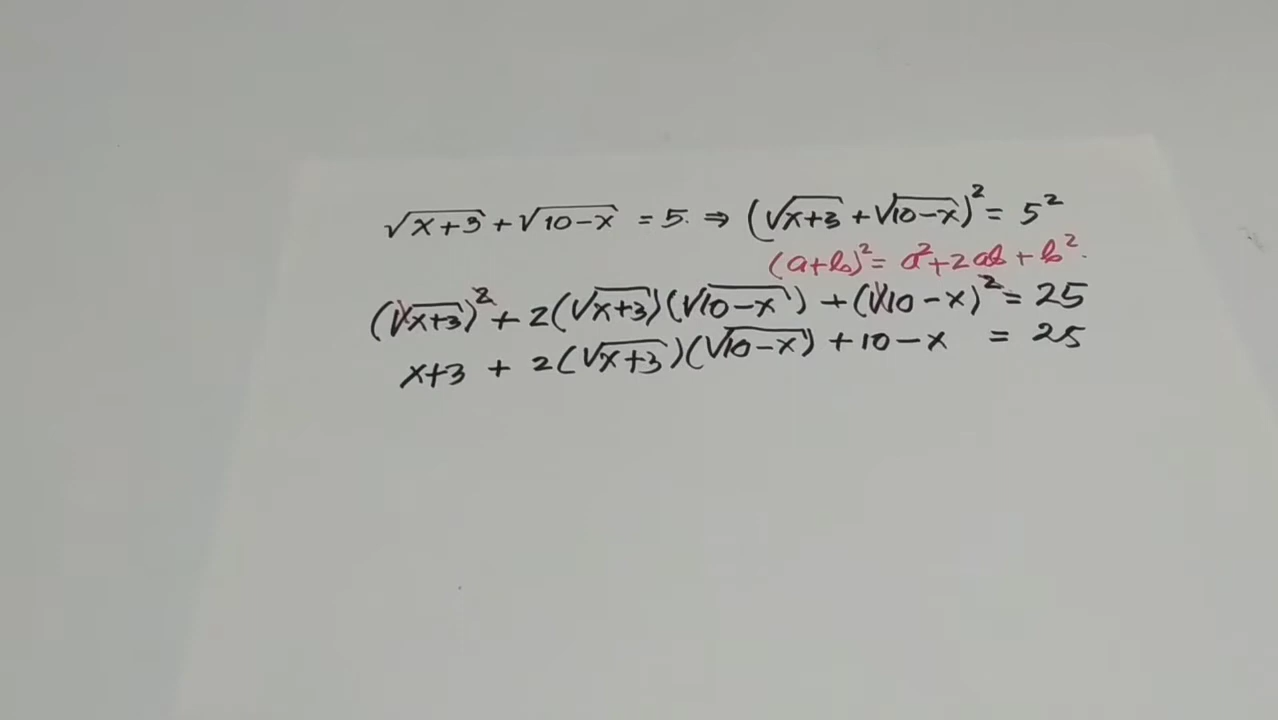 √x+3 + √10-x = 5. ⇒ (√x+3 + √10-x)² = 5²
(a+b)² = a²+2ab+b².
(√x+3)² + 2(√x+3)(√10-x) + (√10-x)² = 25
x+3 + 2(√x+3)(√10-x) + 10-x = 25